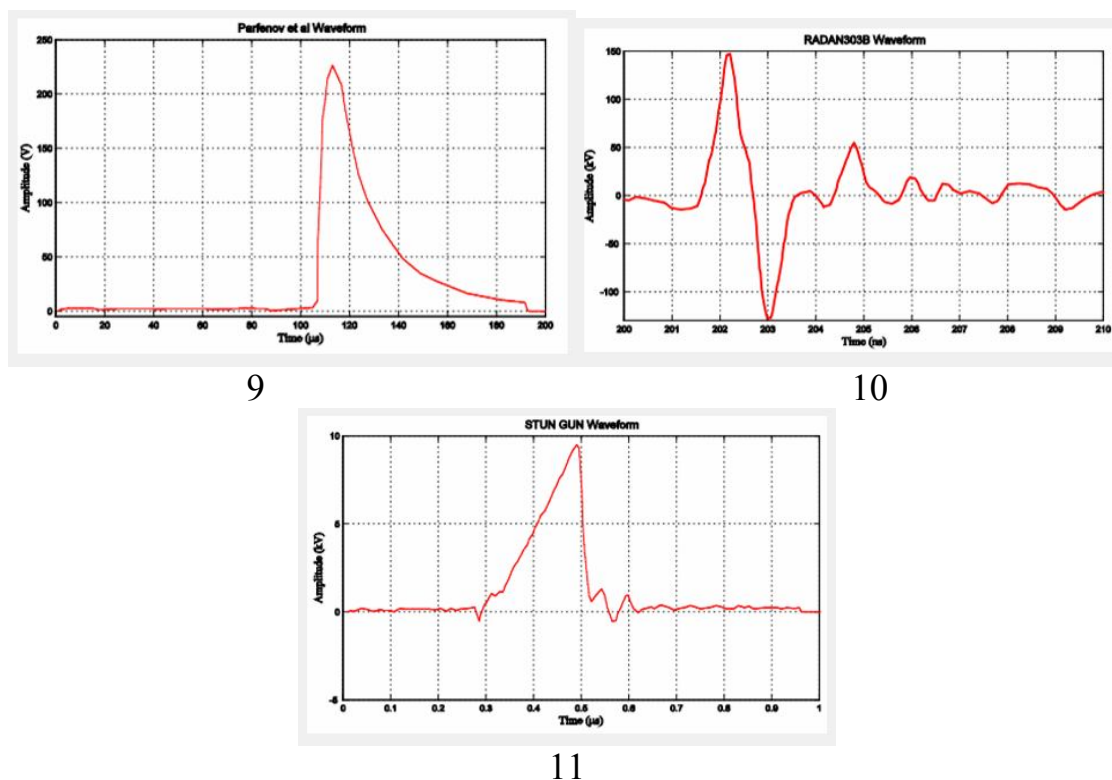 Parfenov et al Waveform
250
200
150
100
50
0
Amplitude (V)
0 20 40 60 80 100 120 140 160 180 200
Time (µs)
9
RADAN303B Waveform
150
100
50
0
-50
-100
Amplitude (kV)
200 201 202 203 204 205 206 207 208 209 210
Time (ns)
10
STUN GUN Waveform
10
5
0
-5
Amplitude (kV)
0 0.1 0.2 0.3 0.4 0.5 0.6 0.7 0.8 0.9 1
Time (µs)
11